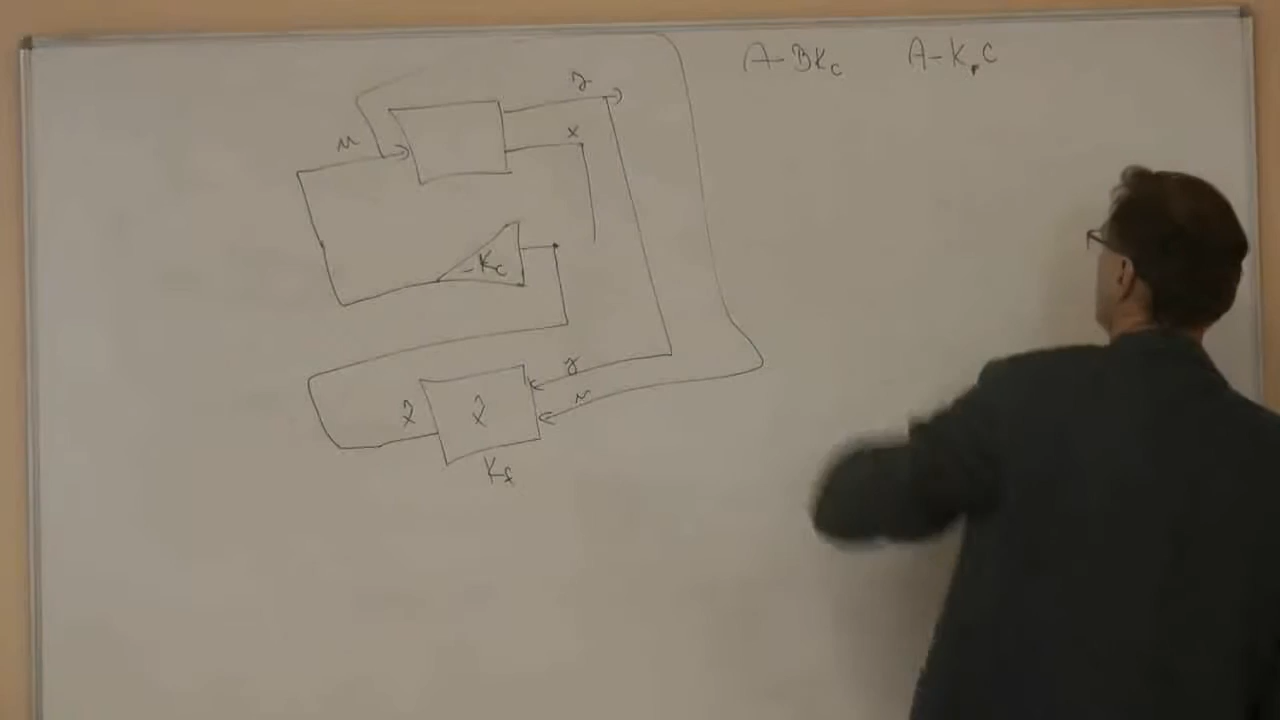 A-BKc A-KfC
y
x
u
-Kc
y
u
x̂ x̂
Kf